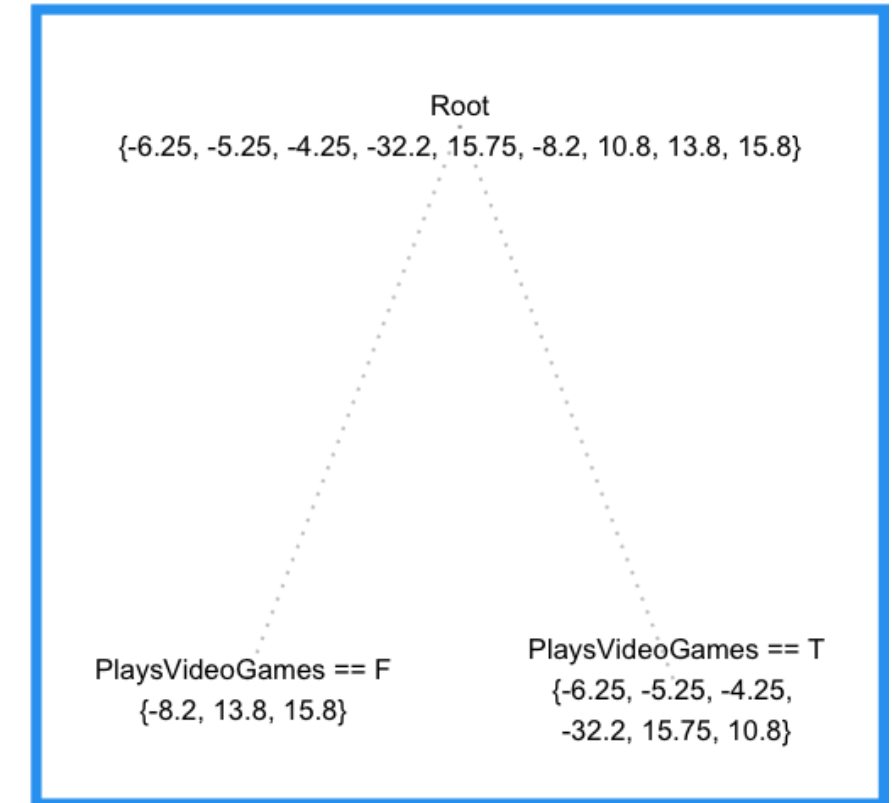 Root
{-6.25, -5.25, -4.25, -32.2, 15.75, -8.2, 10.8, 13.8, 15.8}
PlaysVideoGames == F
{-8.2, 13.8, 15.8}
PlaysVideoGames == T
{-6.25, -5.25, -4.25,
-32.2, 15.75, 10.8}